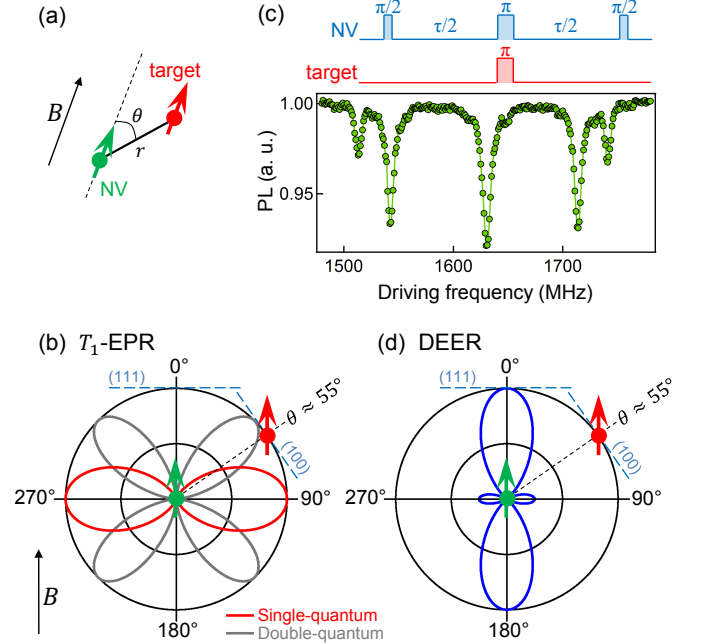 (a)
B
target
θ
r
NV
(c)
π/2 π π/2
NV τ/2 τ/2
π
target
1.00
0.95
PL (a. u.)
1500 1600 1700
Driving frequency (MHz)
(b) T₁-EPR
0°
(111)
θ ≈ 55°
(100)
270° 90°
B
180°
Single-quantum
Double-quantum
(d) DEER
0°
(111)
θ ≈ 55°
(100)
270° 90°
180°